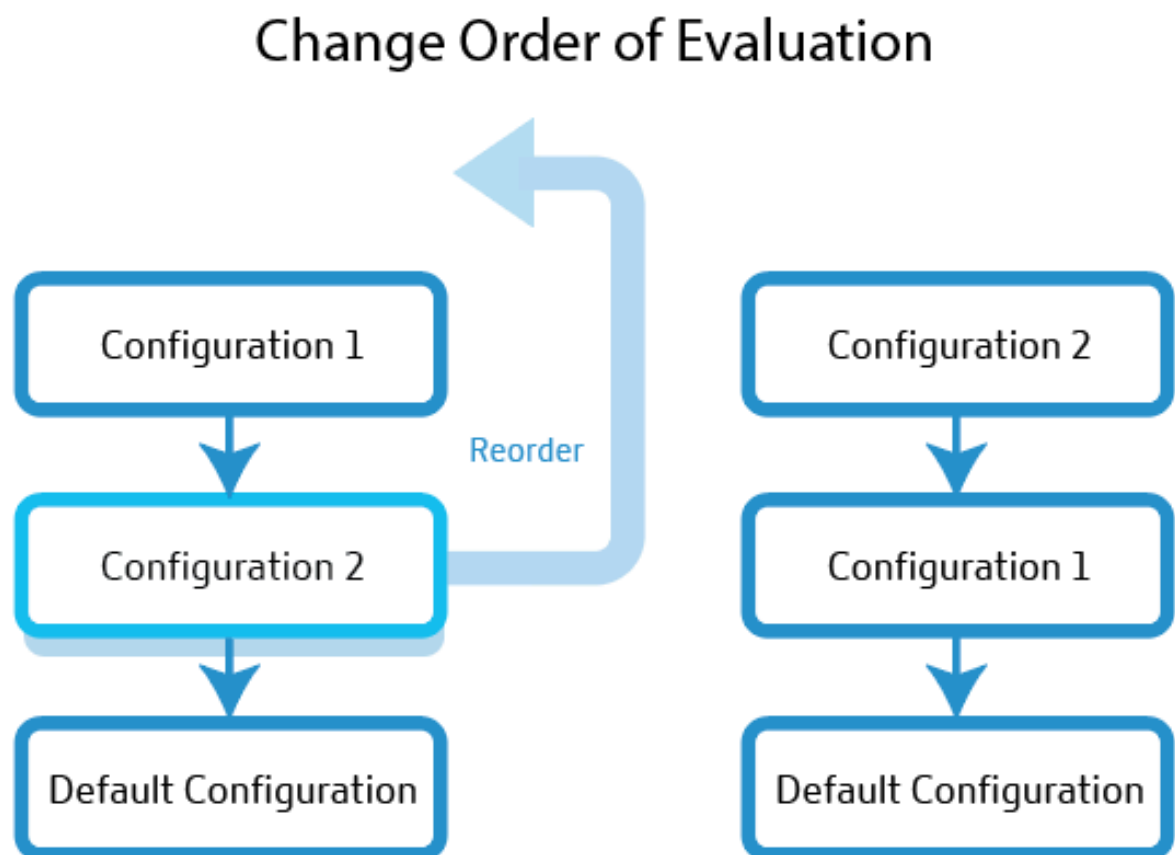 Change Order of Evaluation
Configuration 1
Reorder
Configuration 2
Default Configuration
Configuration 2
Configuration 1
Default Configuration